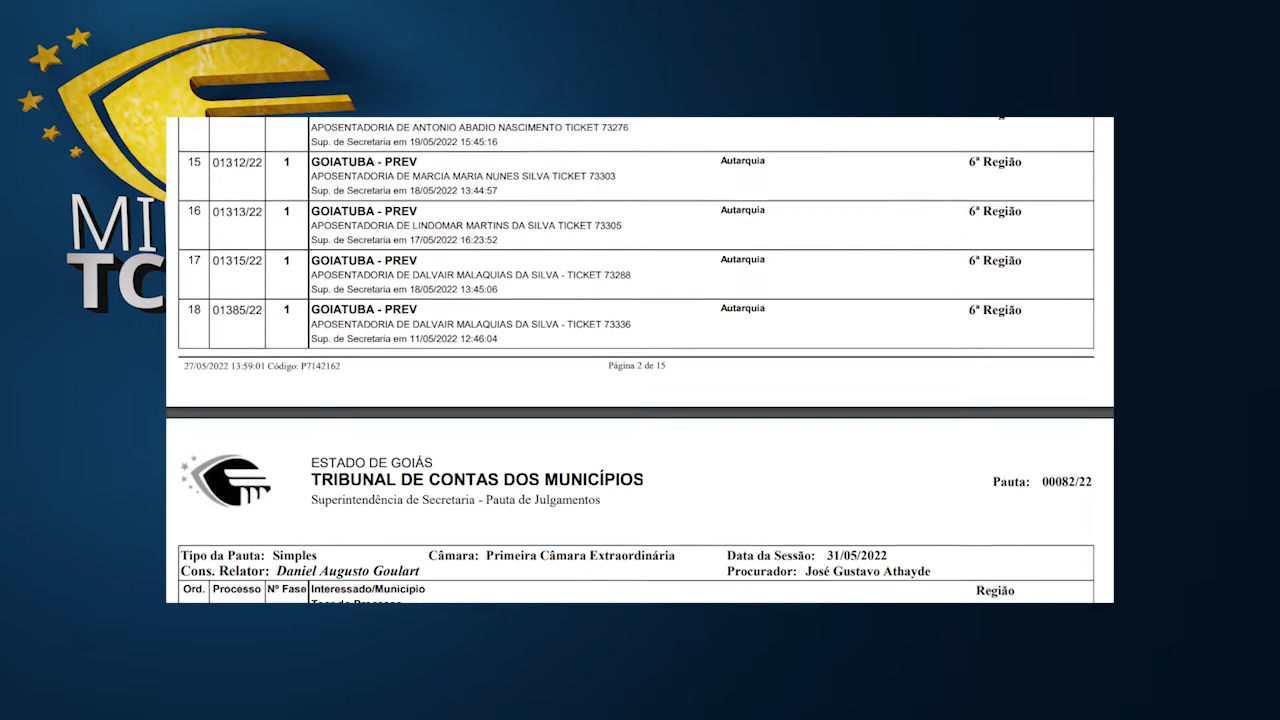 MI
TC
APOSENTADORIA DE ANTONIO ABADIO NASCIMENTO TICKET 73276
Sup. de Secretaria em 19/05/2022 15:45:16
15 01312/22 1 GOIATUBA - PREV Autarquia 6ª Região
APOSENTADORIA DE MARCIA MARIA NUNES SILVA TICKET 73303
Sup. de Secretaria em 18/05/2022 13:44:57
16 01313/22 1 GOIATUBA - PREV Autarquia 6ª Região
APOSENTADORIA DE LINDOMAR MARTINS DA SILVA TICKET 73305
Sup. de Secretaria em 17/05/2022 16:23:52
17 01315/22 1 GOIATUBA - PREV Autarquia 6ª Região
APOSENTADORIA DE DALVAIR MALAQUIAS DA SILVA - TICKET 73288
Sup. de Secretaria em 18/05/2022 13:45:06
18 01385/22 1 GOIATUBA - PREV Autarquia 6ª Região
APOSENTADORIA DE DALVAIR MALAQUIAS DA SILVA - TICKET 73336
Sup. de Secretaria em 11/05/2022 12:46:04
27/05/2022 13:59:01 Código: P7142162 Página 2 de 15
ESTADO DE GOIÁS
TRIBUNAL DE CONTAS DOS MUNICÍPIOS
Superintendência de Secretaria - Pauta de Julgamentos
Pauta: 00082/22
Tipo da Pauta: Simples Câmara: Primeira Câmara Extraordinária Data da Sessão: 31/05/2022
Cons. Relator: Daniel Augusto Goulart Procurador: José Gustavo Athayde
Ord. Processo Nº Fase Interessado/Município Região